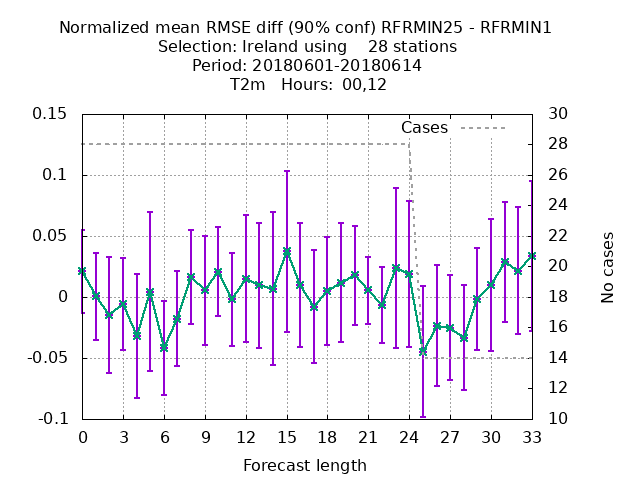 Normalized mean RMSE diff (90% conf) RFRMIN25 - RFRMIN1
Selection: Ireland using    28 stations
Period: 20180601-20180614
T2m   Hours: 00,12
Cases
0.15
0.1
0.05
0
-0.05
-0.1
30
28
26
24
22
20
18
16
14
12
10
No cases
0 3 6 9 12 15 18 21 24 27 30 33
Forecast length